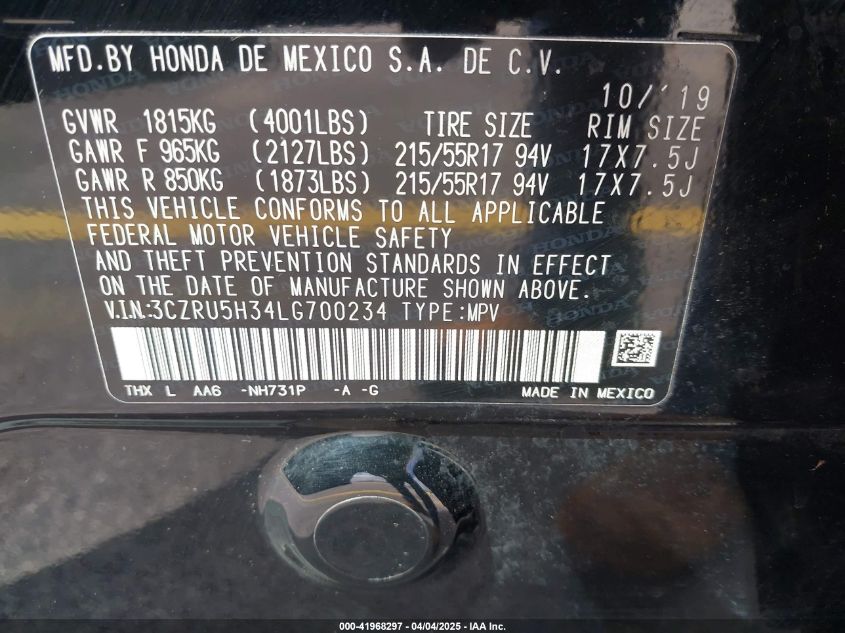 MFD.BY HONDA DE MEXICO S.A. DE C.V.
10/'19
GVWR 1815KG (4001LBS) TIRE SIZE RIM SIZE
GAWR F 965KG (2127LBS) 215/55R17 94V 17X7.5J
GAWR R 850KG (1873LBS) 215/55R17 94V 17X7.5J
THIS VEHICLE CONFORMS TO ALL APPLICABLE
FEDERAL MOTOR VEHICLE SAFETY
AND THEFT PREVENTION STANDARDS IN EFFECT
ON THE DATE OF MANUFACTURE SHOWN ABOVE.
V.I.N.:3CZRU5H34LG700234 TYPE:MPV
THX L AA6 -NH731P -A -G MADE IN MEXICO
000-41968297 - 04/04/2025 - IAA Inc.